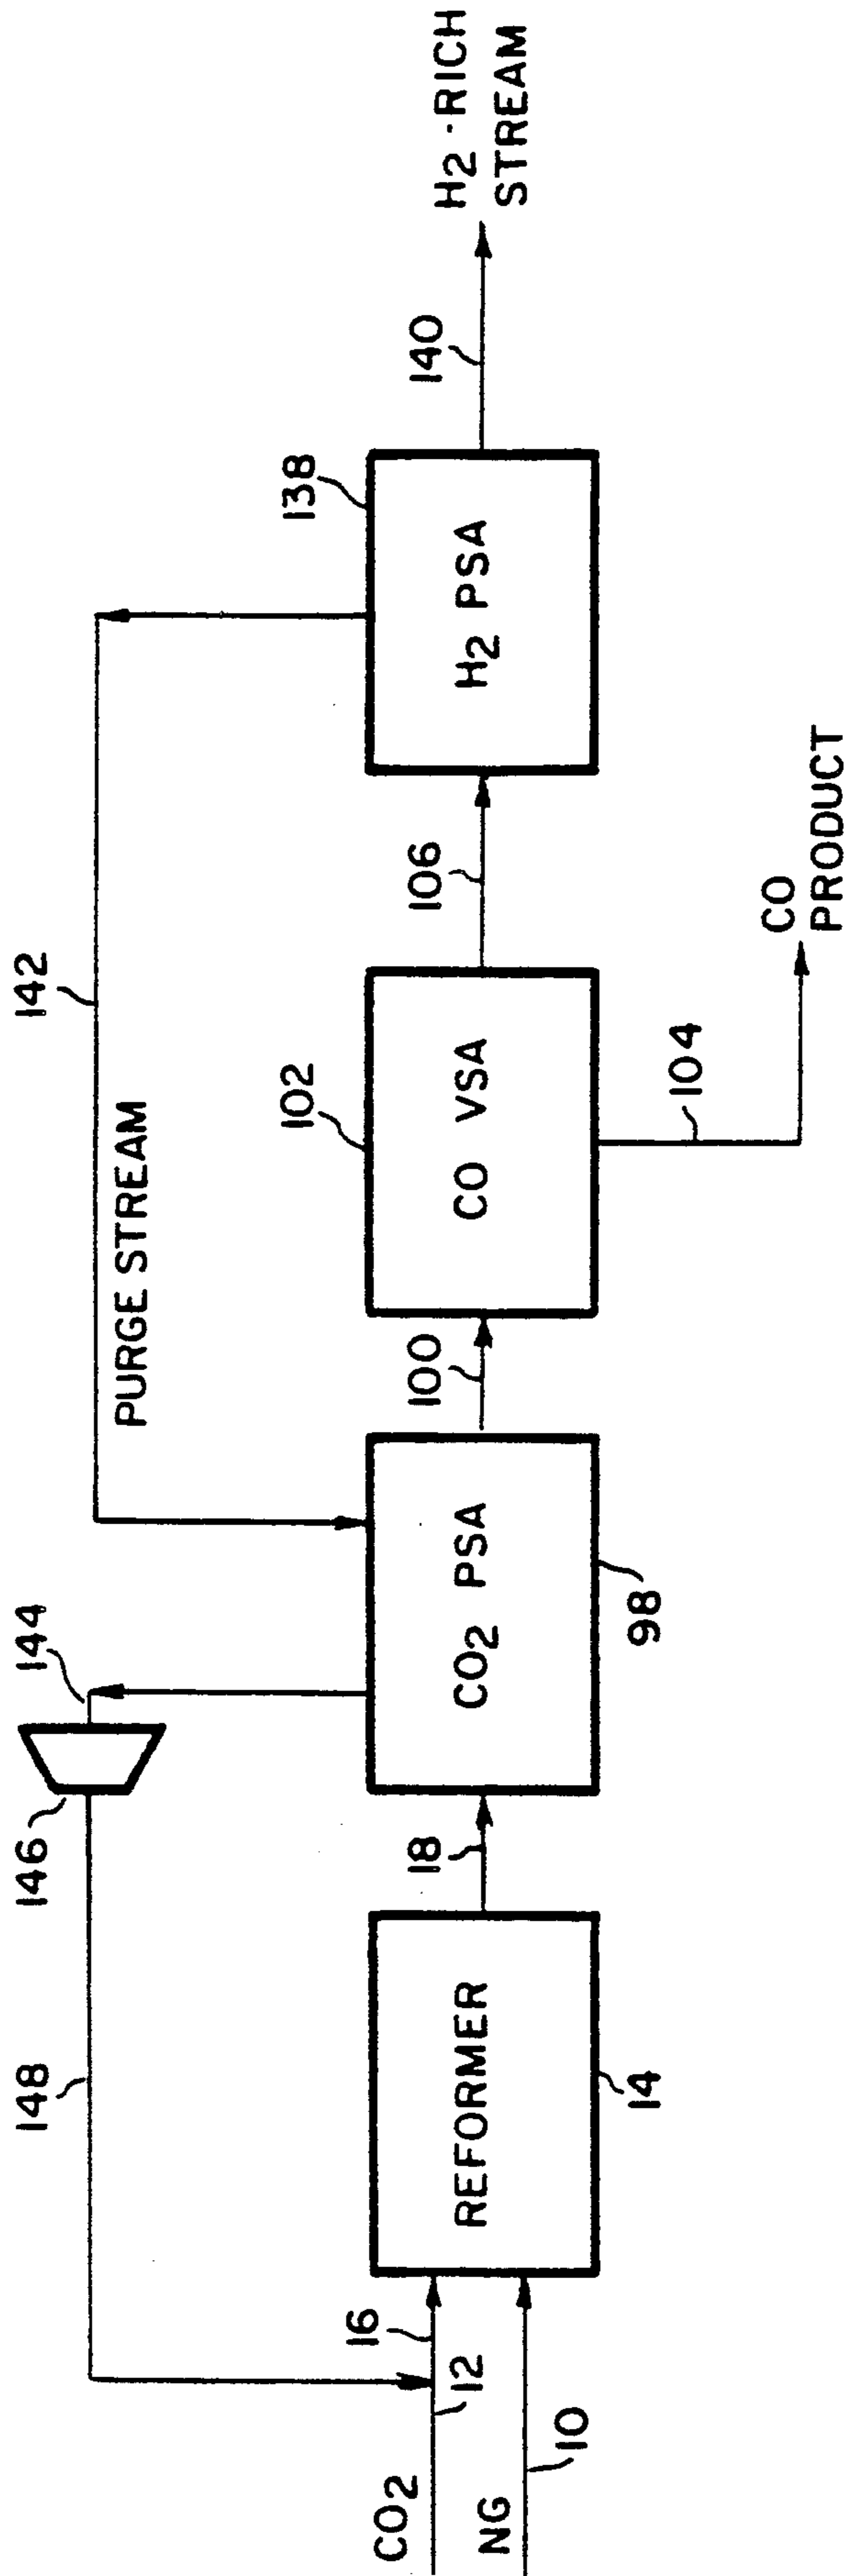 146
144
148
PURGE STREAM
142
CO2
12
16
NG
10
REFORMER
14
18
CO2 PSA
98
100
CO VSA
102
104
CO
PRODUCT
106
H2 PSA
138
140
H2-RICH
STREAM